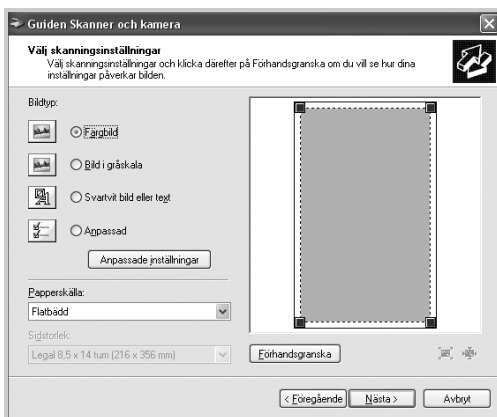 Guiden Skanner och kamera
Välj skanningsinställningar
Välj skanningsinställningar och klicka därefter på Förhandsgranska om du vill se hur dina
inställningar påverkar bilden.
Bildtyp:
Färgbild
Bild i gråskala
Svartvit bild eller text
Anpassad
Anpassade inställningar
Papperskälla:
Flatbädd
Sidstorlek:
Legal 8,5 x 14 tum (216 x 356 mm)
Förhandsgranska
< Föregående
Nästa >
Avbryt